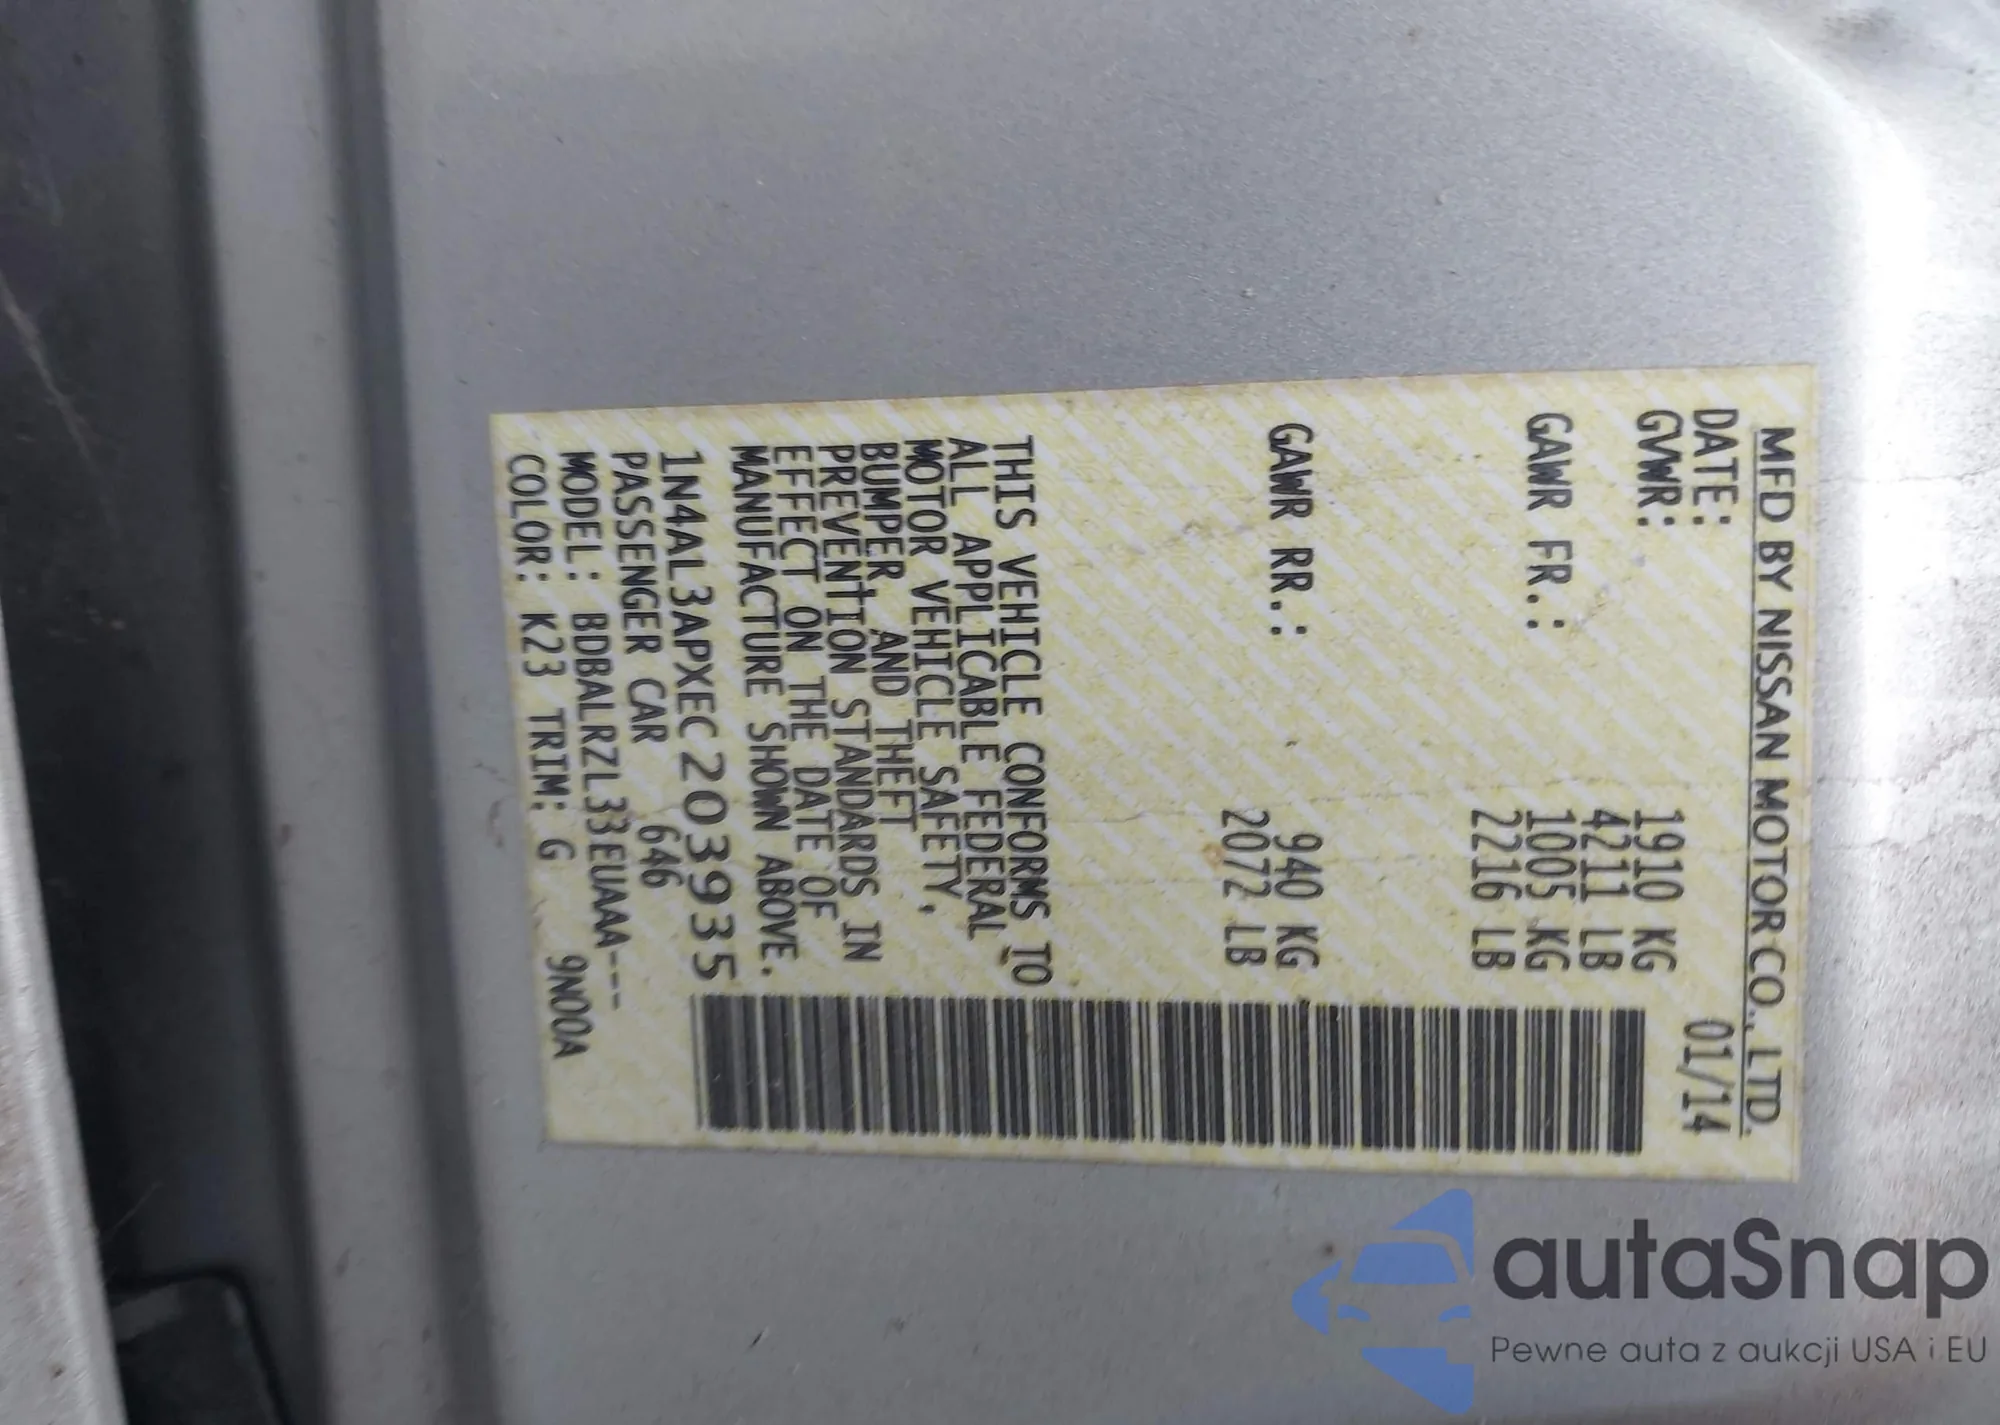 MFD BY NISSAN MOTOR CO., LTD.
DATE: 01/14
GVWR: 1910 KG
4211 LB
GAWR FR.: 1005 KG
2216 LB
GAWR RR.: 940 KG
2072 LB
THIS VEHICLE CONFORMS TO
ALL APPLICABLE FEDERAL
MOTOR VEHICLE SAFETY,
BUMPER, AND THEFT
PREVENTION STANDARDS IN
EFFECT ON THE DATE OF
MANUFACTURE SHOWN ABOVE.
1N4AL3APXEC203935
PASSENGER CAR 646
MODEL: BDBALRZL33EUAAA---
COLOR: K23 TRIM: G 9N00A
autaSnap
Pewne auta z aukcji USA i EU